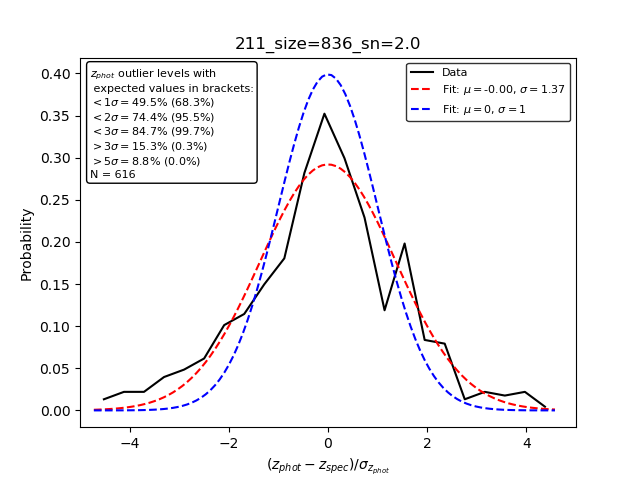 211_size=836_sn=2.0
z_phot outlier levels with
expected values in brackets:
<1σ = 49.5% (68.3%)
<2σ = 74.4% (95.5%)
<3σ = 84.7% (99.7%)
>3σ = 15.3% (0.3%)
>5σ = 8.8% (0.0%)
N = 616
Data
Fit: μ = -0.00, σ = 1.37
Fit: μ = 0, σ = 1
Probability
0.40
0.35
0.30
0.25
0.20
0.15
0.10
0.05
0.00
−4 −2 0 2 4
(z_phot − z_spec)/σ_z_phot